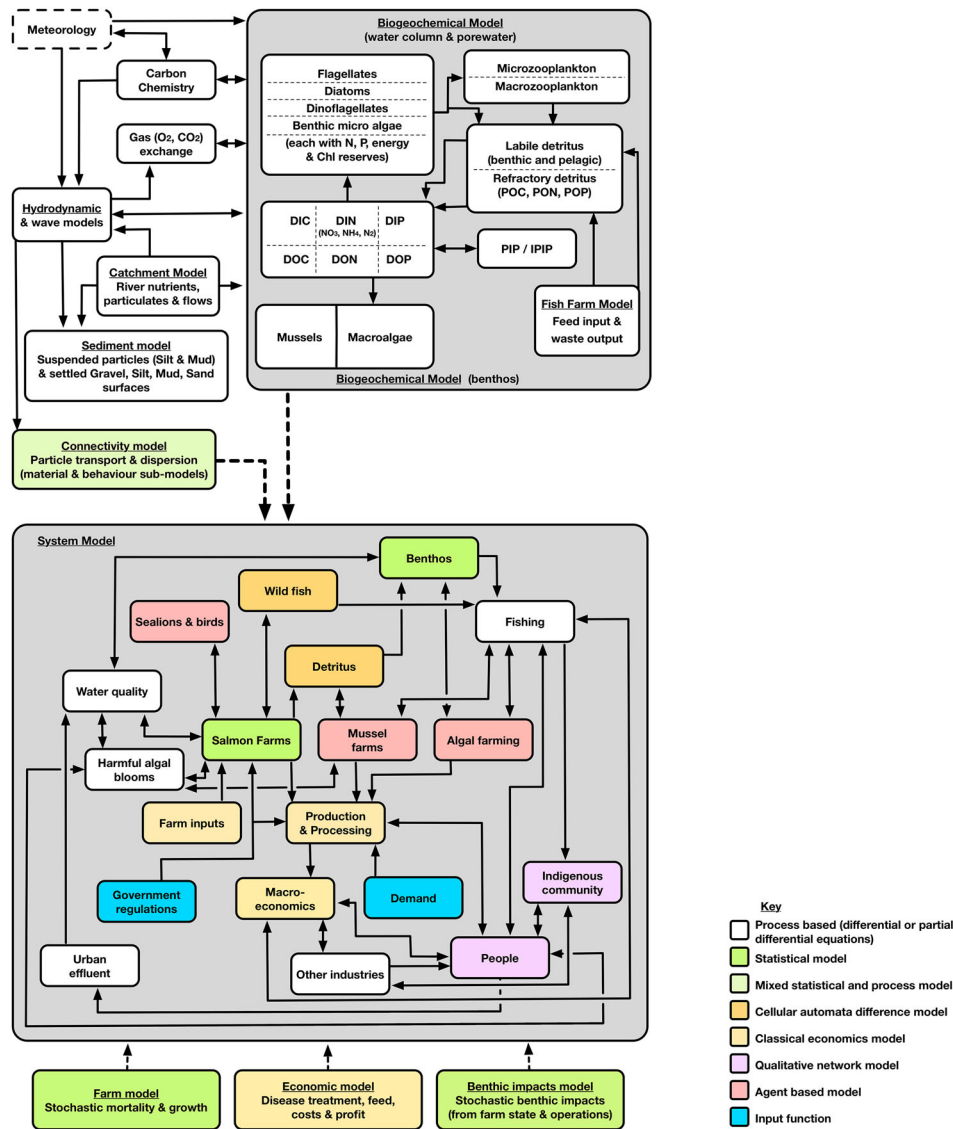 Meteorology
Carbon
Chemistry
Gas (O₂, CO₂)
exchange
Hydrodynamic
& wave models
Catchment Model
River nutrients,
particulates & flows
Sediment model
Suspended particles (Silt & Mud)
& settled Gravel, Silt, Mud, Sand
surfaces
Connectivity model
Particle transport & dispersion
(material & behaviour sub-models)
Biogeochemical Model
(water column & porewater)
Flagellates
Diatoms
Dinoflagellates
Benthic micro algae
(each with N, P, energy
& Chl reserves)
Microzooplankton
Macrozooplankton
Labile detritus
(benthic and pelagic)
Refractory detritus
(POC, PON, POP)
DIC DIN DIP
(NO₃, NH₄, N₂)
DOC DON DOP
PIP / IPIP
Mussels Macroalgae
Fish Farm Model
Feed input &
waste output
Biogeochemical Model (benthos)
System Model
Benthos
Wild fish
Sealions & birds
Fishing
Detritus
Water quality
Salmon Farms
Mussel
farms
Algal farming
Harmful algal
blooms
Farm inputs
Production
& Processing
Government
regulations
Macro-
economics
Demand
Indigenous
community
Urban
effluent
Other industries
People
Farm model
Stochastic mortality & growth
Economic model
Disease treatment, feed,
costs & profit
Benthic impacts model
Stochastic benthic impacts
(from farm state & operations)
Key
Process based (differential or partial
differential equations)
Statistical model
Mixed statistical and process model
Cellular automata difference model
Classical economics model
Qualitative network model
Agent based model
Input function